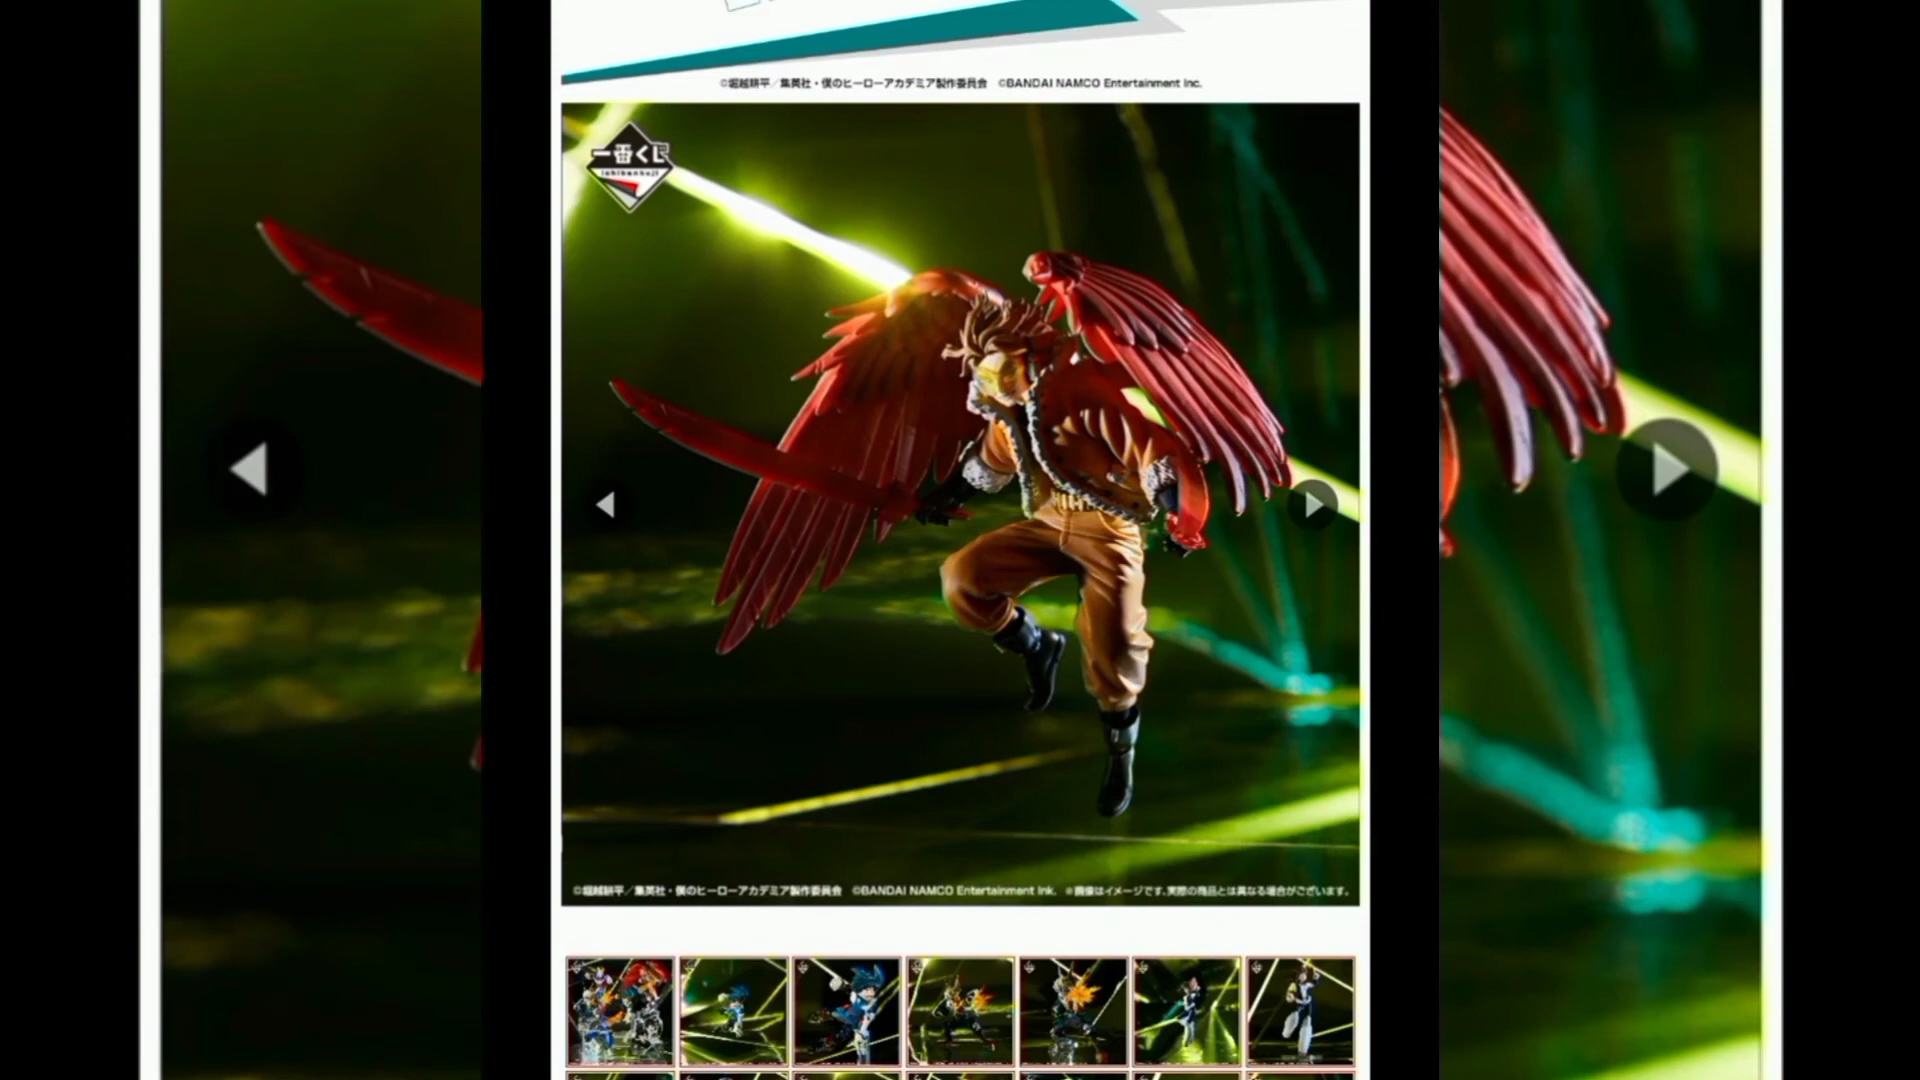 ©堀越耕平／集英社・僕のヒーローアカデミア製作委員会　©BANDAI NAMCO Entertainment Inc.
一番くじ
ichibankuji
©堀越耕平／集英社・僕のヒーローアカデミア製作委員会　©BANDAI NAMCO Entertainment Ink.　※画像はイメージです。実際の商品とは異なる場合がございます。